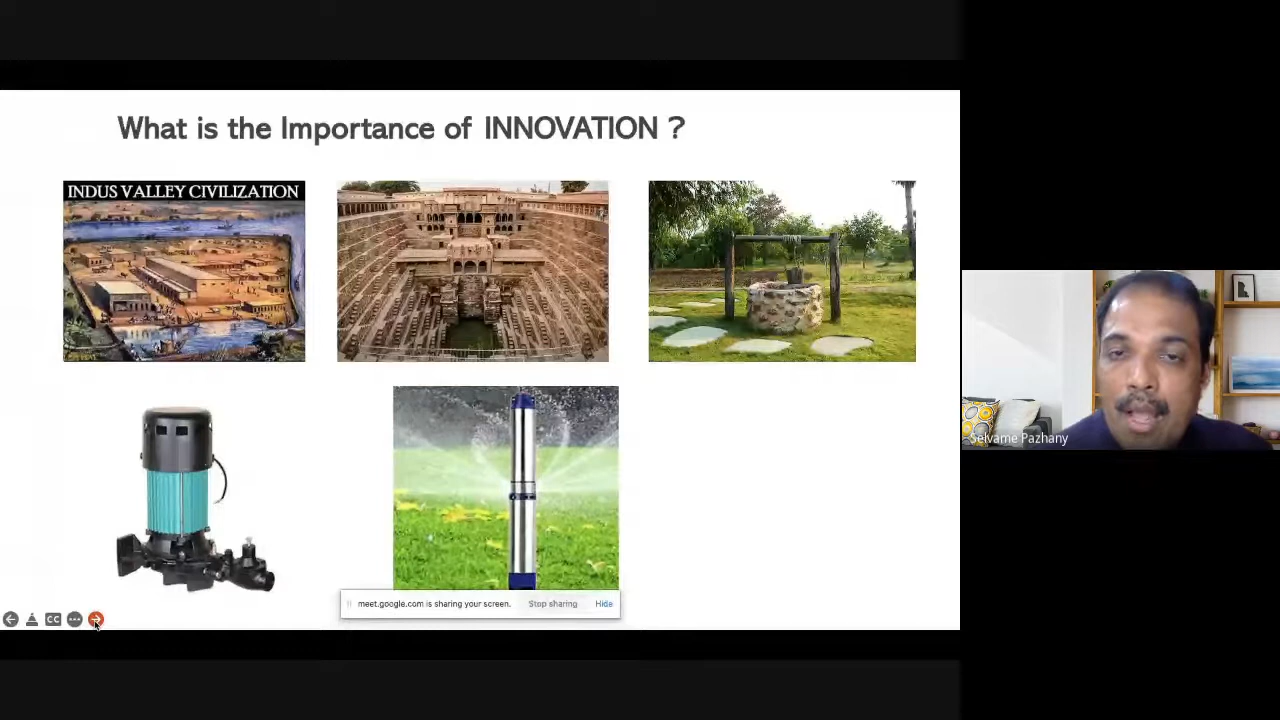 What is the Importance of INNOVATION ?
INDUS VALLEY CIVILIZATION
Selvame Pazhany
meet.google.com is sharing your screen. Stop sharing Hide
CC